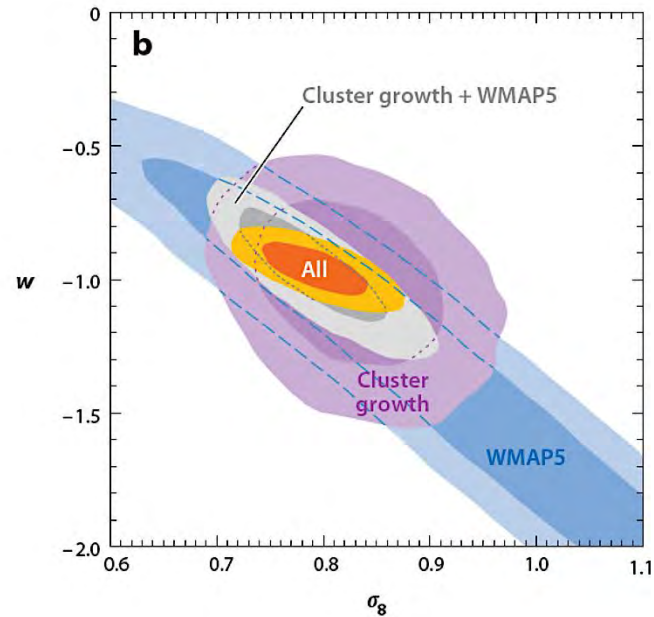 b
Cluster growth + WMAP5
All
Cluster
growth
WMAP5
w
0
−0.5
−1.0
−1.5
−2.0
0.6 0.7 0.8 0.9 1.0 1.1
σ8